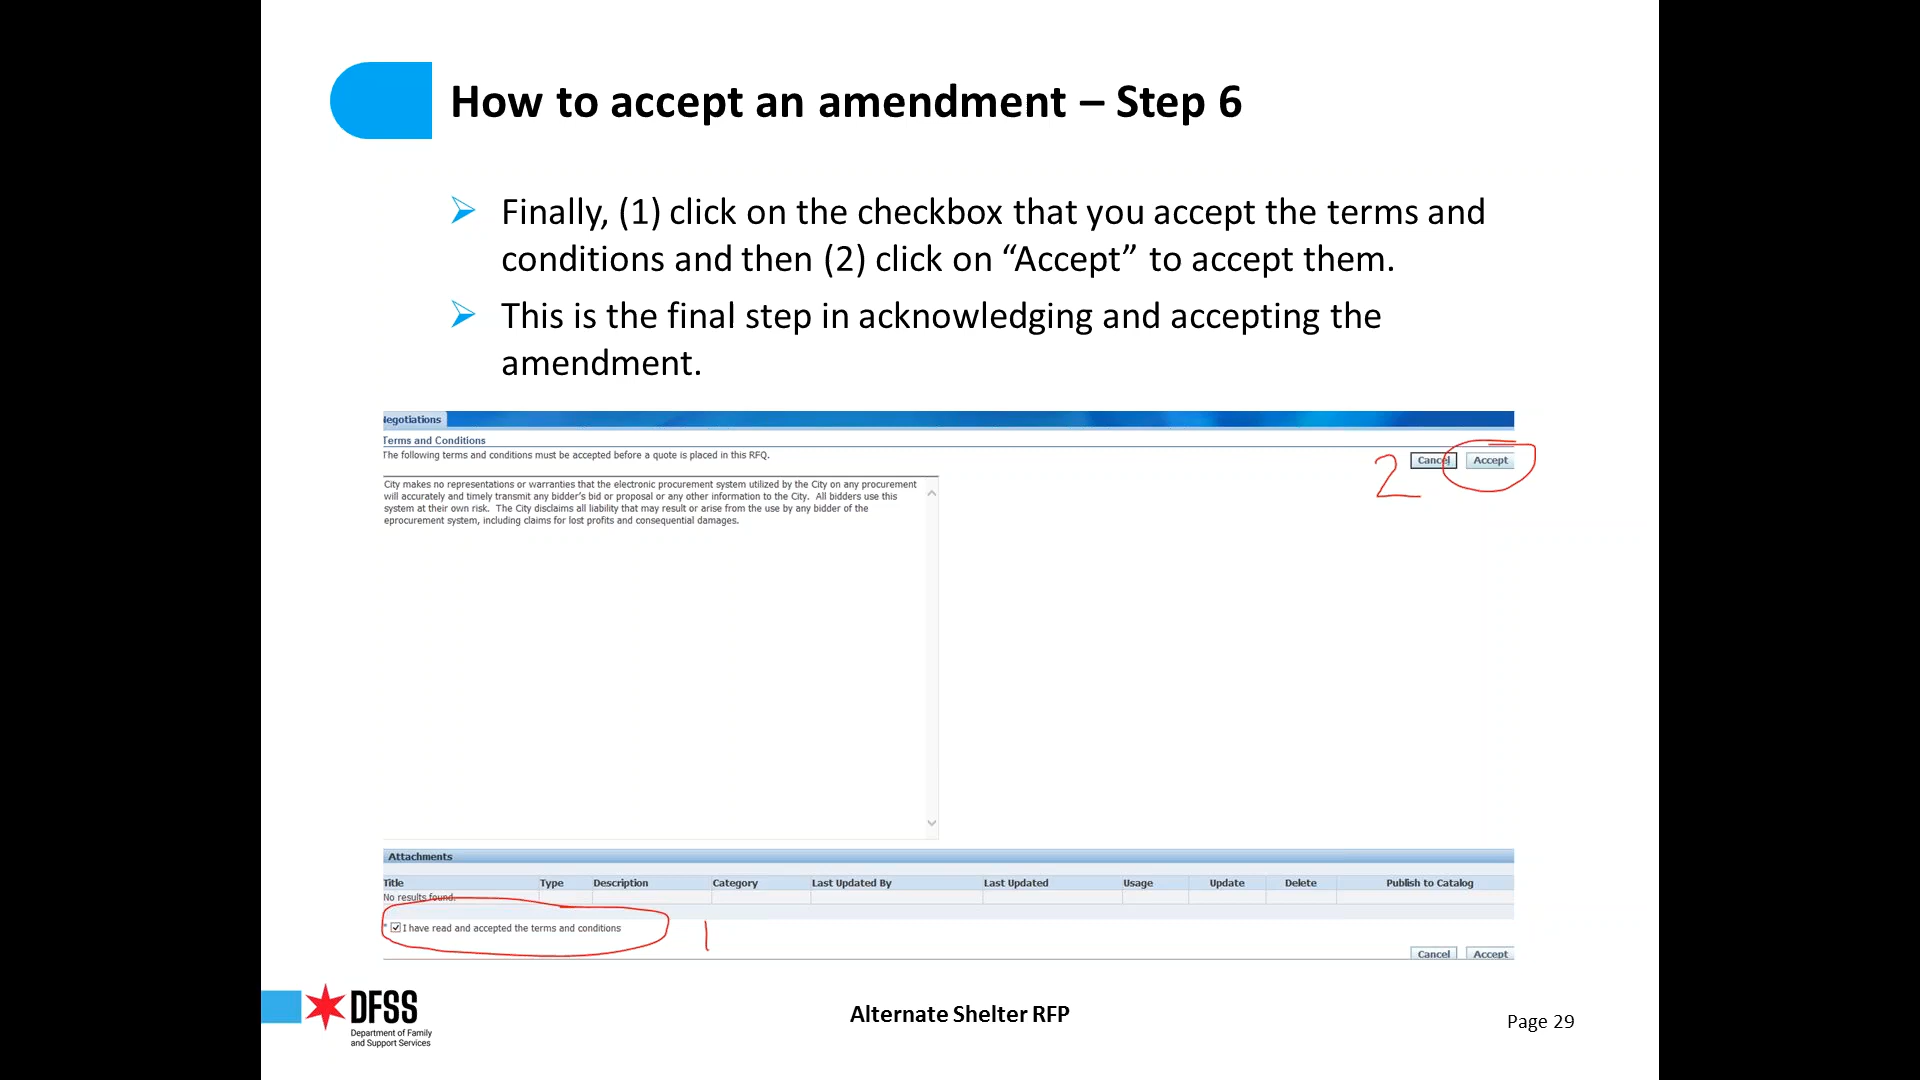 How to accept an amendment – Step 6
Finally, (1) click on the checkbox that you accept the terms and
conditions and then (2) click on “Accept” to accept them.
This is the final step in acknowledging and accepting the
amendment.
Negotiations
Terms and Conditions
The following terms and conditions must be accepted before a quote is placed in this RFQ.
2 Cancel Accept
City makes no representations or warranties that the electronic procurement system utilized by the City on any procurement
will accurately and timely transmit any bidder's bid or proposal or any other information to the City. All bidders use this
system at their own risk. The City disclaims all liability that may result or arise from the use by any bidder of the
eprocurement system, including claims for lost profits and consequential damages.
Attachments
Title Type Description Category Last Updated By Last Updated Usage Update Delete Publish to Catalog
No results found.
* I have read and accepted the terms and conditions 1
Cancel Accept
DFSS
Department of Family
and Support Services
Alternate Shelter RFP
Page 29